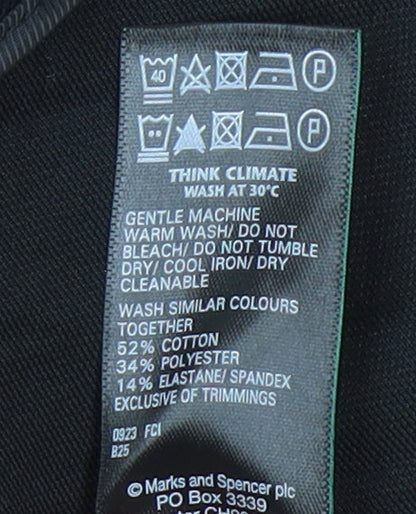 40 P
P
THINK CLIMATE
WASH AT 30°C
GENTLE MACHINE
WARM WASH/ DO NOT
BLEACH/ DO NOT TUMBLE
DRY/ COOL IRON/ DRY
CLEANABLE
WASH SIMILAR COLOURS
TOGETHER
52% COTTON
34% POLYESTER
14% ELASTANE/ SPANDEX
EXCLUSIVE OF TRIMMINGS
0923 FCI
B25
© Marks and Spencer plc
PO Box 3339